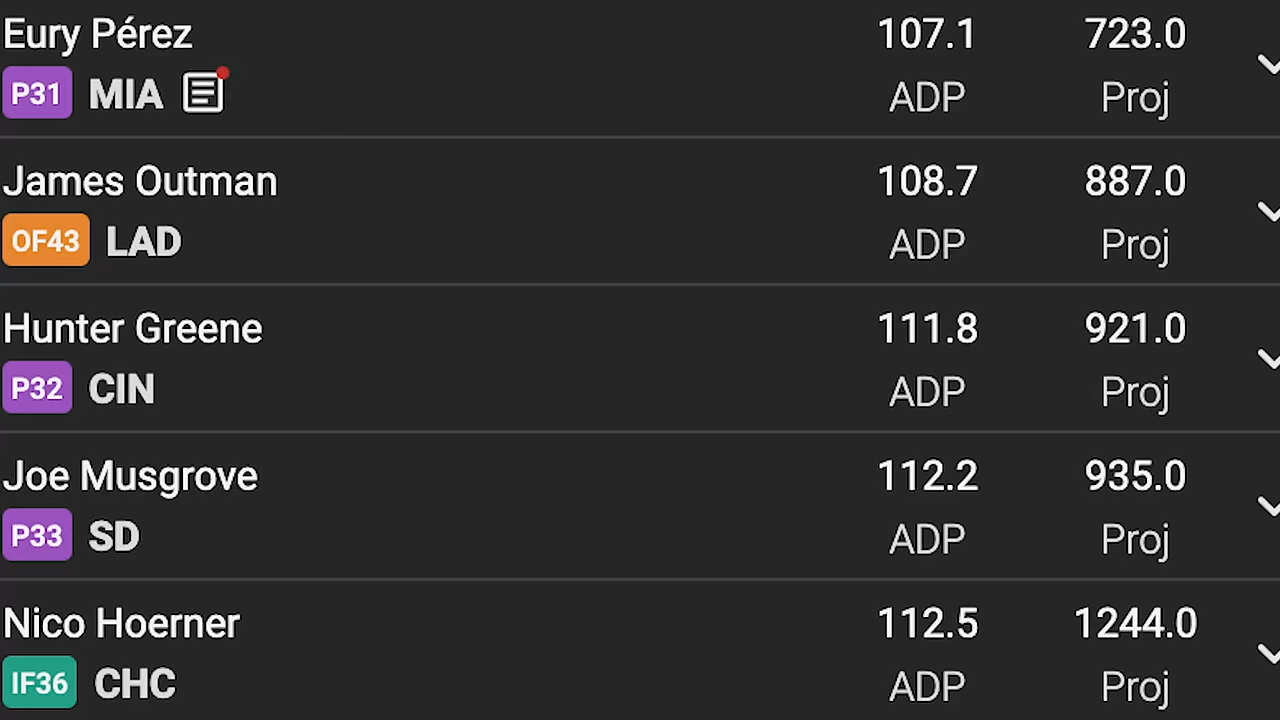 Eury Pérez 107.1 723.0
P31 MIA ADP Proj
James Outman 108.7 887.0
OF43 LAD ADP Proj
Hunter Greene 111.8 921.0
P32 CIN ADP Proj
Joe Musgrove 112.2 935.0
P33 SD ADP Proj
Nico Hoerner 112.5 1244.0
IF36 CHC ADP Proj